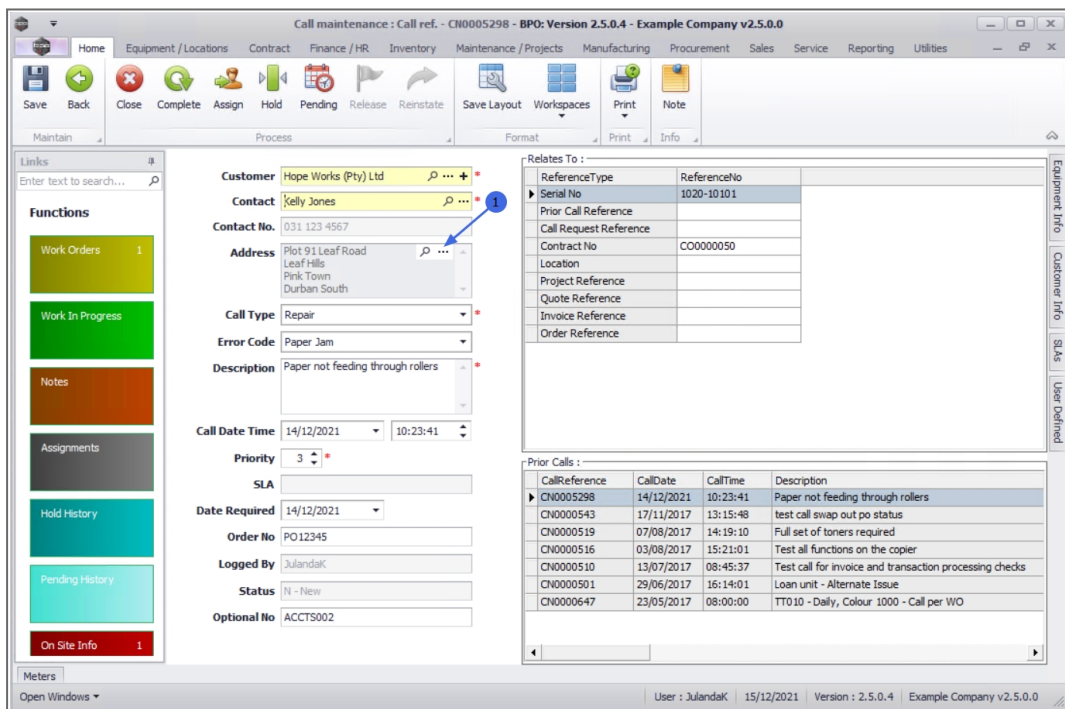 Call maintenance : Call ref. - CN0005298 - BPO: Version 2.5.0.4 - Example Company v2.5.0.0
Home Equipment / Locations Contract Finance / HR Inventory Maintenance / Projects Manufacturing Procurement Sales Service Reporting Utilities
Save Back Close Complete Assign Hold Pending Release Reinstate Save Layout Workspaces Print Note
Maintain Process Format Print Info
Links
Enter text to search...
Functions
Work Orders 1
Work In Progress
Notes
Assignments
Hold History
Pending History
On Site Info 1
Customer Hope Works (Pty) Ltd *
Contact Kelly Jones * 1
Contact No. 031 123 4567
Address Plot 91 Leaf Road
Leaf Hills
Pink Town
Durban South
Call Type Repair *
Error Code Paper Jam
Description Paper not feeding through rollers *
Call Date Time 14/12/2021 10:23:41
Priority 3 *
SLA
Date Required 14/12/2021
Order No PO12345
Logged By JulandaK
Status N - New
Optional No ACCTS002
Relates To :
ReferenceType ReferenceNo
Serial No 1020-10101
Prior Call Reference
Call Request Reference
Contract No CO0000050
Location
Project Reference
Quote Reference
Invoice Reference
Order Reference
Prior Calls :
CallReference CallDate CallTime Description
CN0005298 14/12/2021 10:23:41 Paper not feeding through rollers
CN0000543 17/11/2017 13:15:48 test call swap out po status
CN0000519 07/08/2017 14:19:10 Full set of toners required
CN0000516 03/08/2017 15:21:01 Test all functions on the copier
CN0000510 13/07/2017 08:45:37 Test call for invoice and transaction processing checks
CN0000501 29/06/2017 16:14:01 Loan unit - Alternate Issue
CN0000647 23/05/2017 08:00:00 TT010 - Daily, Colour 1000 - Call per WO
Equipment Info
Customer Info
SLAs
User Defined
Meters
Open Windows User : JulandaK 15/12/2021 Version : 2.5.0.4 Example Company v2.5.0.0